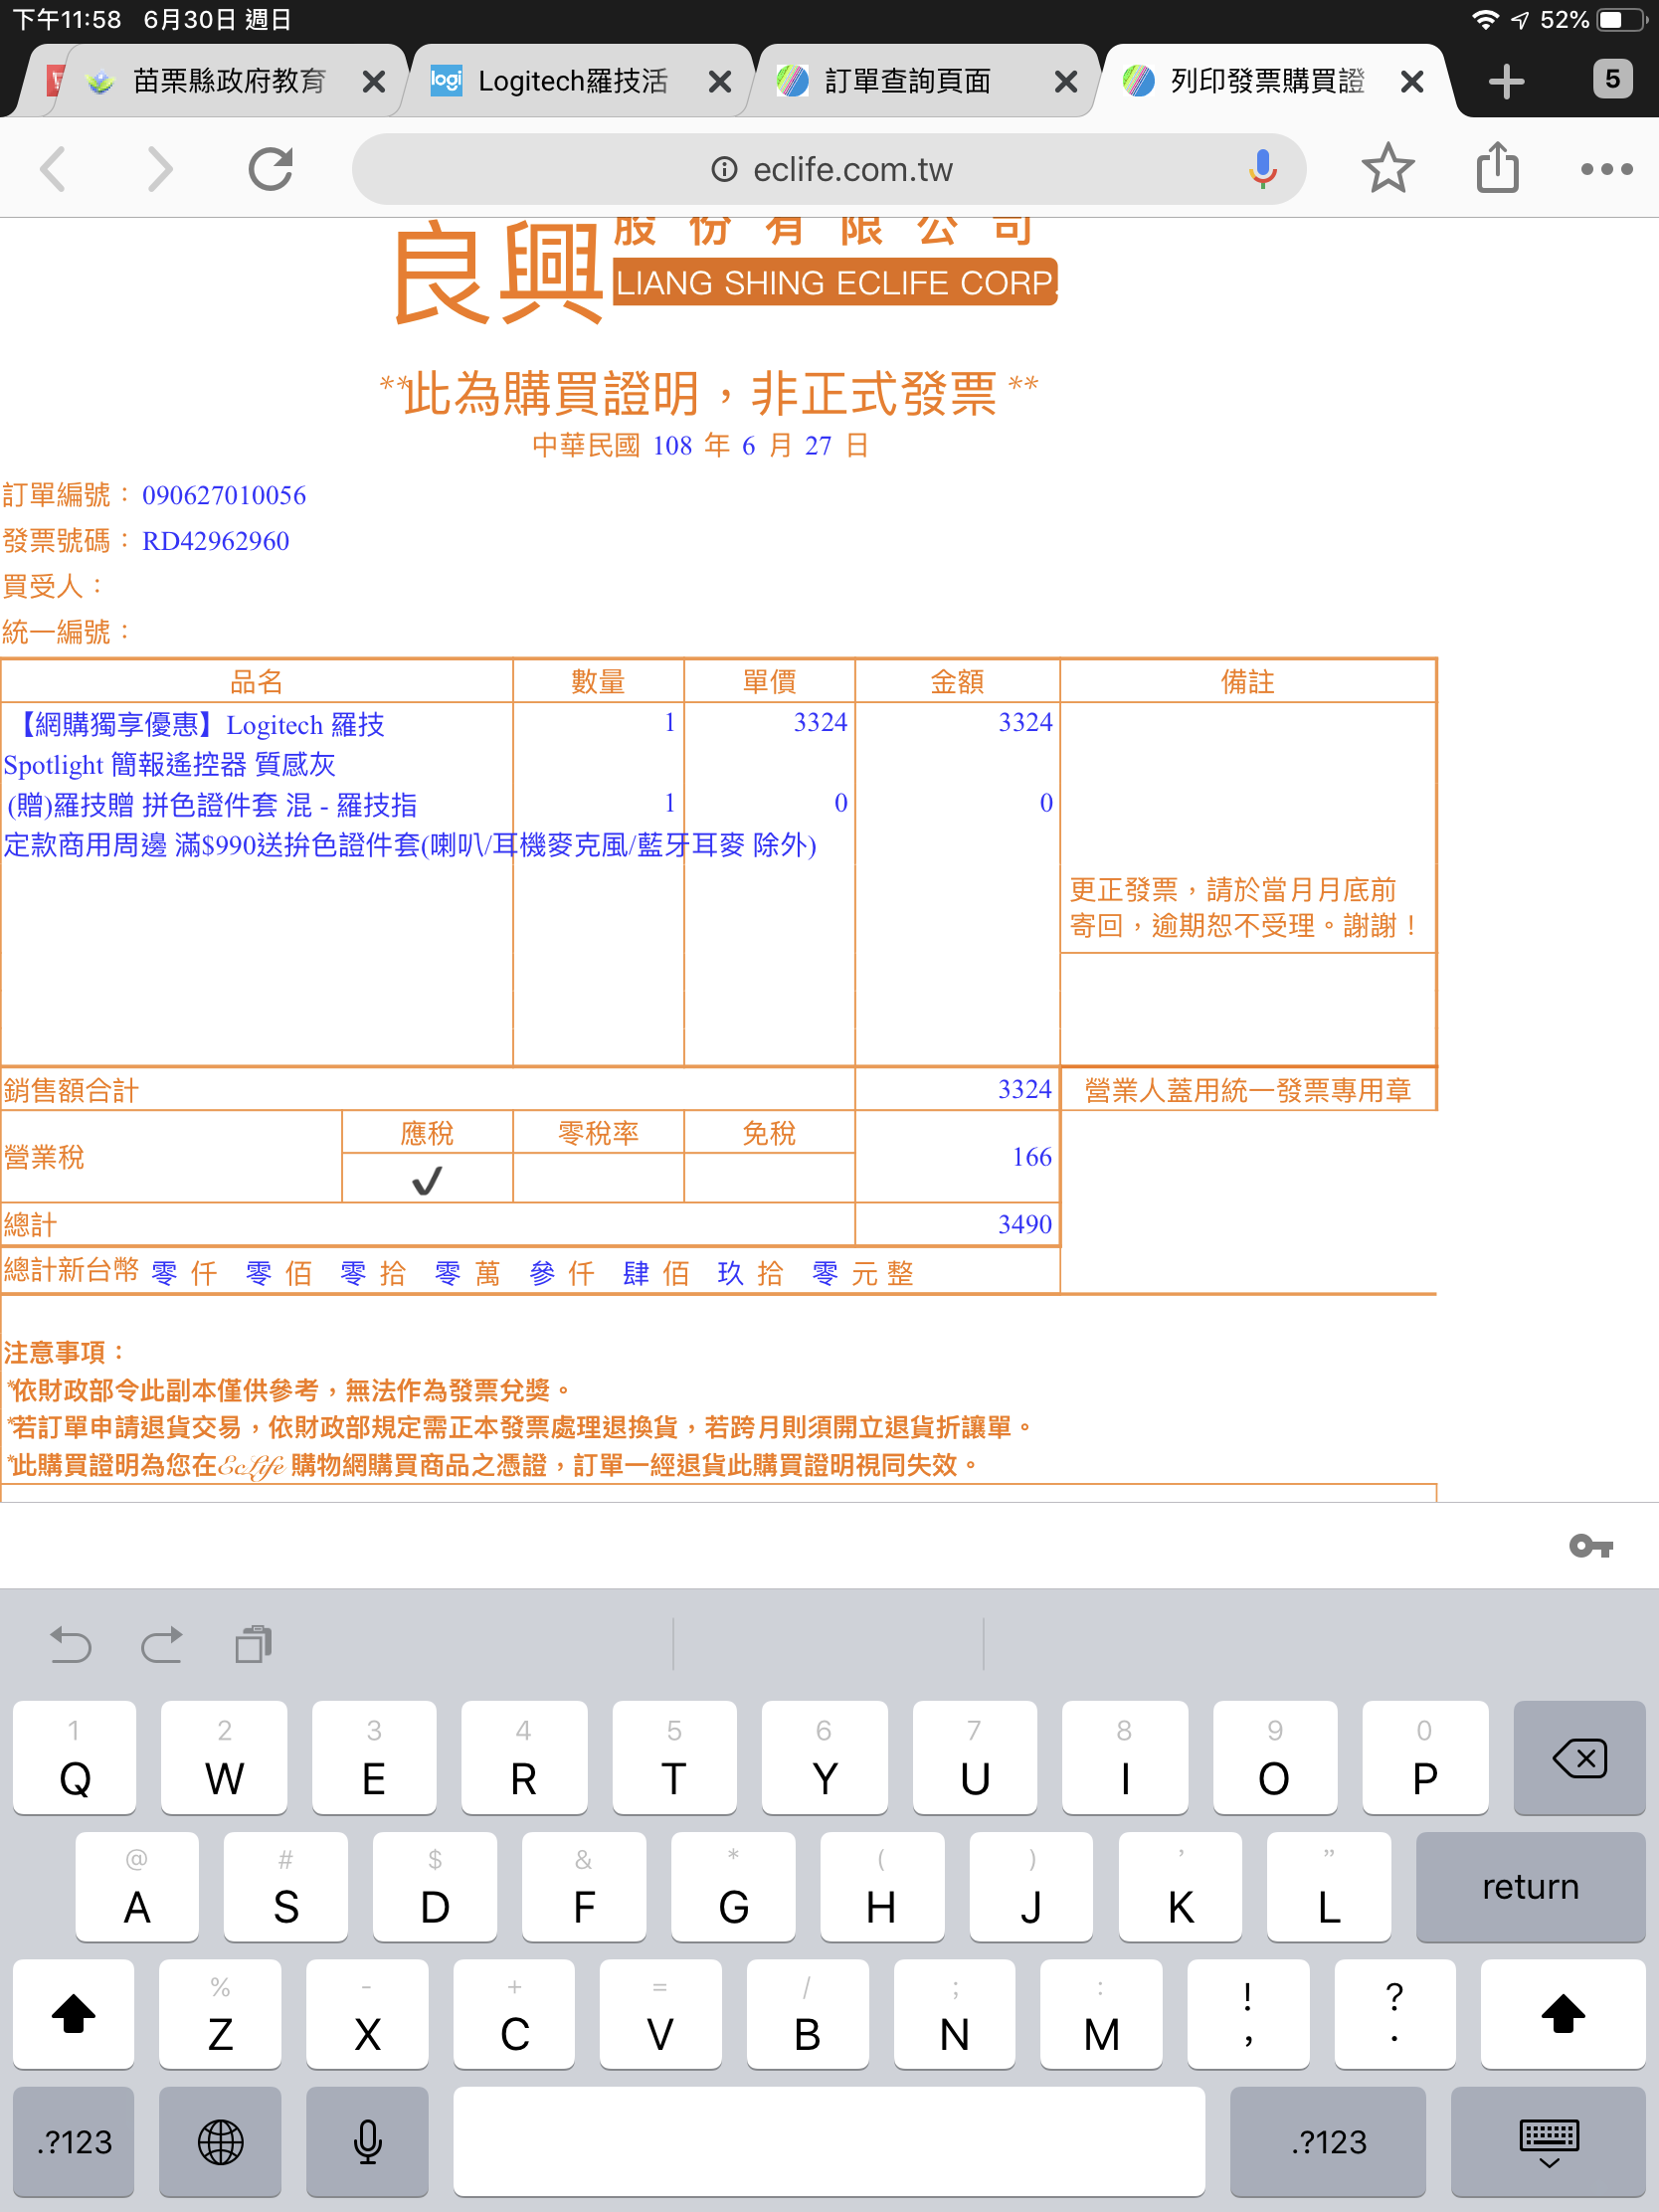 下午11:58 6月30日 週日 52%
苗栗縣政府教育 Logitech羅技活 訂單查詢頁面 列印發票購買證 5
logi
eclife.com.tw
良興 股份有限公司
LIANG SHING ECLIFE CORP.
**此為購買證明，非正式發票**
中華民國 108 年 6 月 27 日
訂單編號：090627010056
發票號碼：RD42962960
買受人：
統一編號：
品名 數量 單價 金額 備註
【網購獨享優惠】Logitech 羅技 1 3324 3324
Spotlight 簡報遙控器 質感灰
(贈)羅技贈 拼色證件套 混 - 羅技指 1 0 0
定款商用周邊 滿$990送拚色證件套(喇叭/耳機麥克風/藍牙耳麥 除外)
更正發票，請於當月月底前
寄回，逾期恕不受理。謝謝！
銷售額合計 3324 營業人蓋用統一發票專用章
營業稅 應稅 零稅率 免稅 166
✔
總計 3490
總計新台幣 零 仟 零 佰 零 拾 零 萬 參 仟 肆 佰 玖 拾 零 元 整
注意事項：
*依財政部令此副本僅供參考，無法作為發票兌獎。
*若訂單申請退貨交易，依財政部規定需正本發票處理退換貨，若跨月則須開立退貨折讓單。
*此購買證明為您在EcLife 購物網購買商品之憑證，訂單一經退貨此購買證明視同失效。
1 2 3 4 5 6 7 8 9 0
Q W E R T Y U I O P
@ # $ & * ( ) ’ ”
A S D F G H J K L return
% - + = / ; : ! ?
Z X C V B N M , .
.?123 .?123